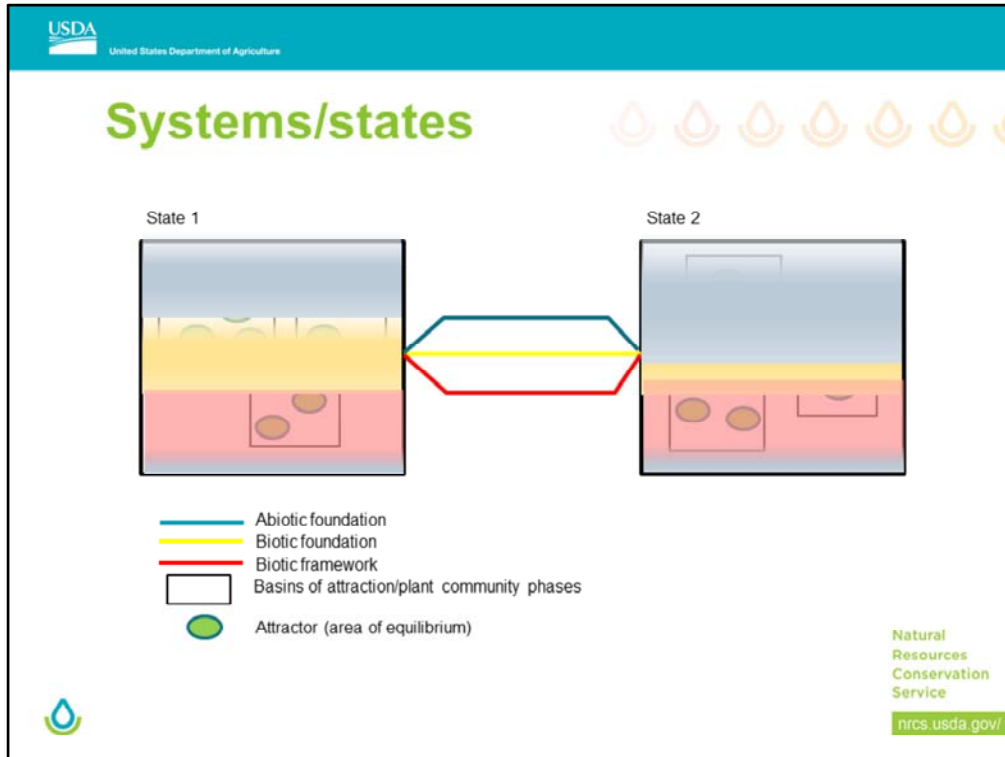 USDA
United States Department of Agriculture
Systems/states
State 1
State 2
Abiotic foundation
Biotic foundation
Biotic framework
Basins of attraction/plant community phases
Attractor (area of equilibrium)
Natural
Resources
Conservation
Service
nrcs.usda.gov/